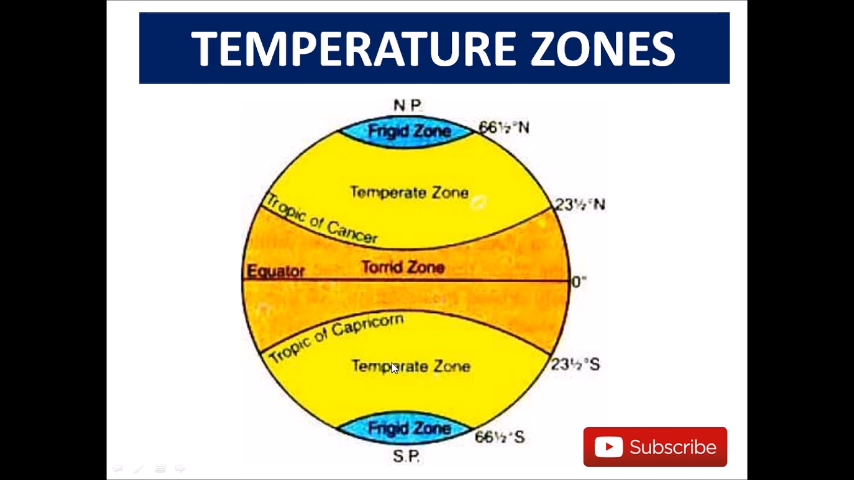 TEMPERATURE ZONES
N P.
Frigid Zone
66½°N
Temperate Zone
23½°N
Tropic of Cancer
Equator
Torrid Zone
0°
Tropic of Capricorn
23½°S
Temperate Zone
Frigid Zone
66½°S
S.P.
Subscribe